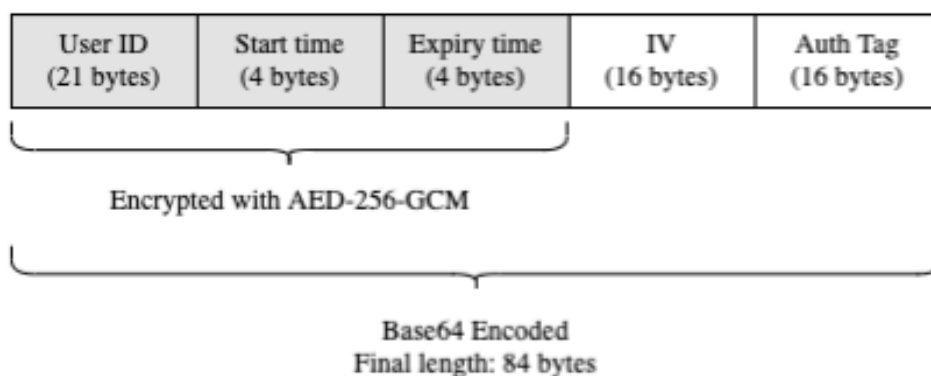 User ID
(21 bytes)
Start time
(4 bytes)
Expiry time
(4 bytes)
IV
(16 bytes)
Auth Tag
(16 bytes)
Encrypted with AED-256-GCM
Base64 Encoded
Final length: 84 bytes